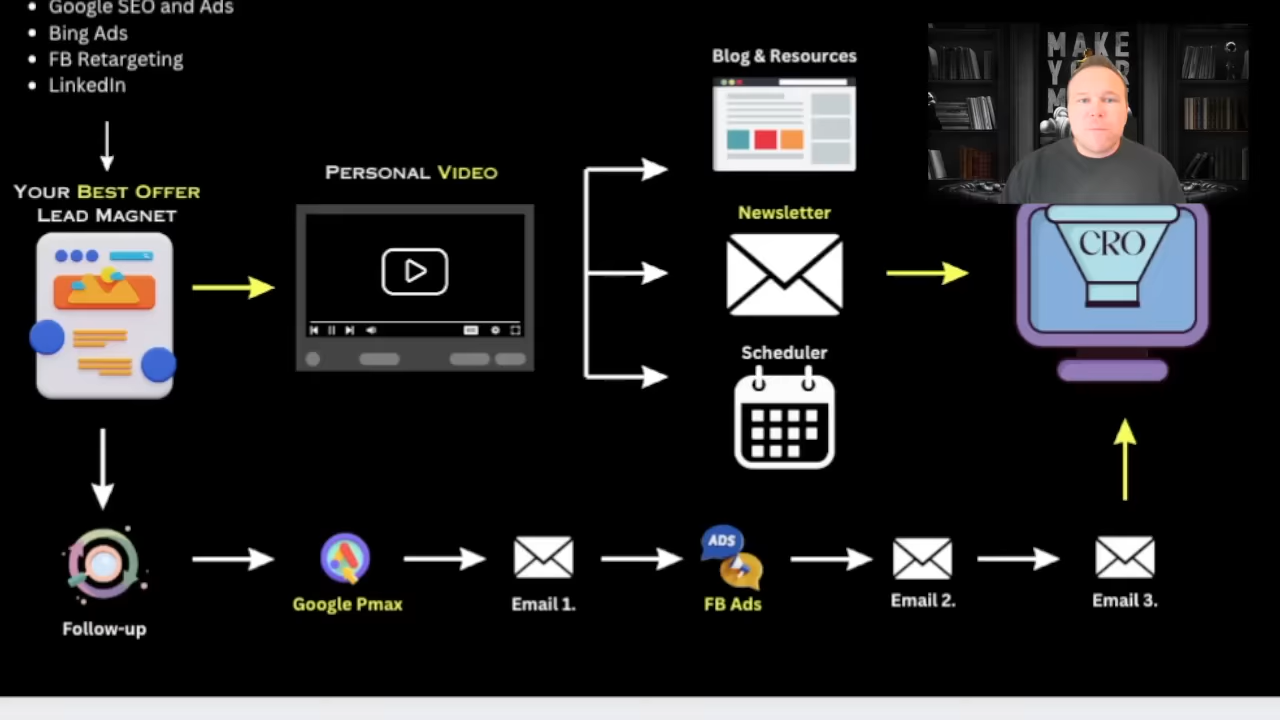 Google SEO and Ads
Bing Ads
FB Retargeting
LinkedIn
YOUR BEST OFFER
LEAD MAGNET
PERSONAL VIDEO
Blog & Resources
Newsletter
Scheduler
MAKE
CRO
Follow-up
Google Pmax
Email 1.
ADS
FB Ads
Email 2.
Email 3.